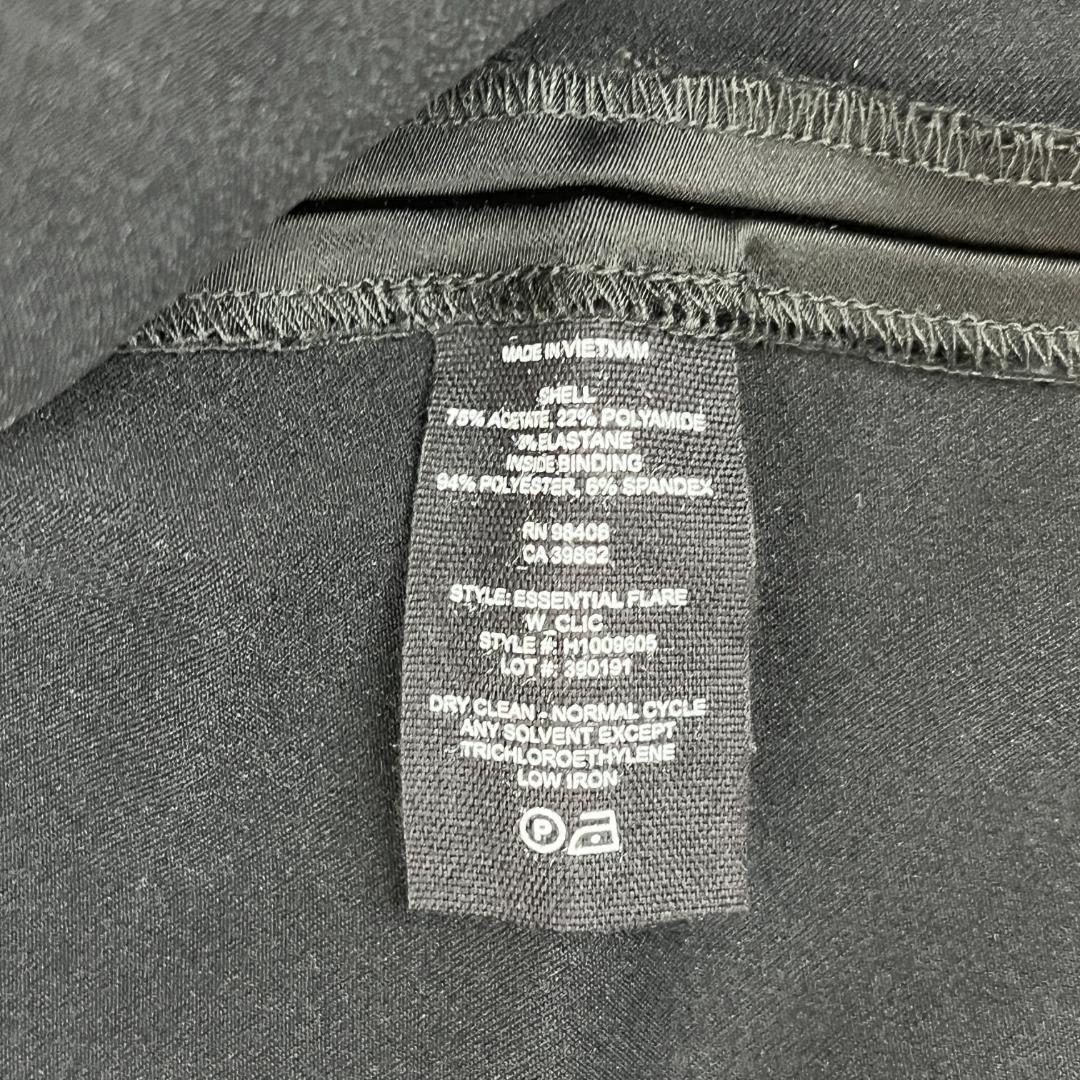 MADE IN VIETNAM
SHELL
75% ACETATE, 22% POLYAMIDE
3% ELASTANE
INSIDE BINDING
94% POLYESTER, 6% SPANDEX
RN 98406
CA 39862
STYLE: ESSENTIAL FLARE
W_CLIC
STYLE #: H1009605
LOT #: 390191
DRY CLEAN - NORMAL CYCLE
ANY SOLVENT EXCEPT
TRICHLOROETHYLENE
LOW IRON
P